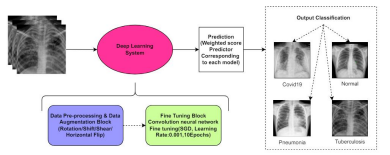 Deep Learning
System
Prediction
(Weighted score
Predictor
Corresponding
to each model)
Output Classification
Covid19
Normal
Pneumonia
Tuberculosis
Data Pre-processing & Data
Augmentation Block
(Rotation/Shift/Shear/
Horizontal Flip)
Fine Tuning Block
Convolution neural network
Fine tuning(SGD, Learning
Rate:0.001,10Epochs)